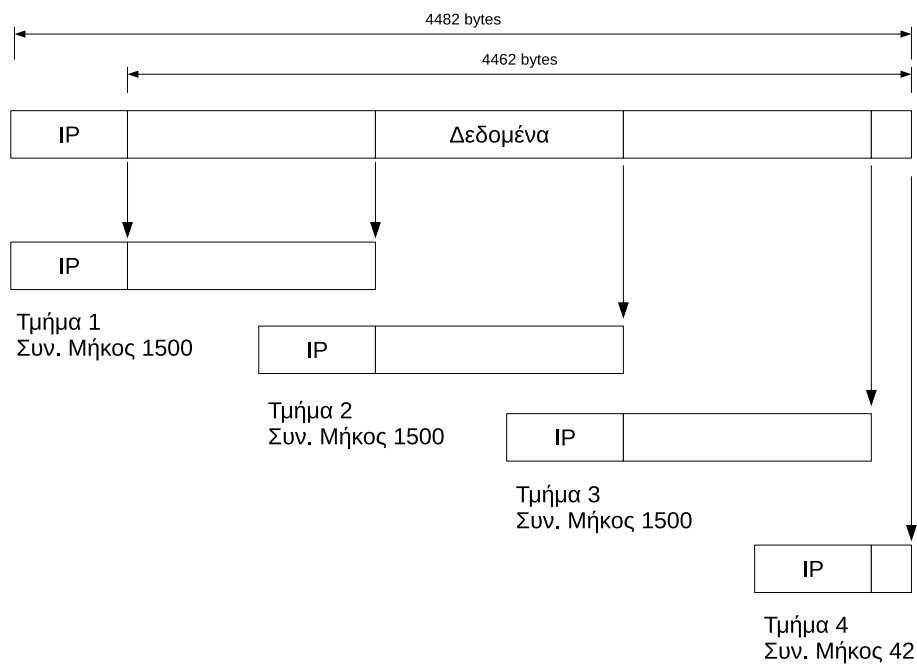 4482 bytes
4462 bytes
IP
Δεδομένα
IP
Τμήμα 1
Συν. Μήκος 1500
IP
Τμήμα 2
Συν. Μήκος 1500
IP
Τμήμα 3
Συν. Μήκος 1500
IP
Τμήμα 4
Συν. Μήκος 42